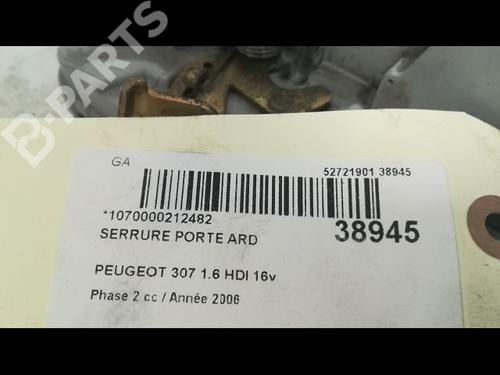 B-PARTS
GA
52721901 38945
*1070000212482
38945
SERRURE PORTE ARD
PEUGEOT 307 1.6 HDI 16v
Phase 2 cc / Année 2006